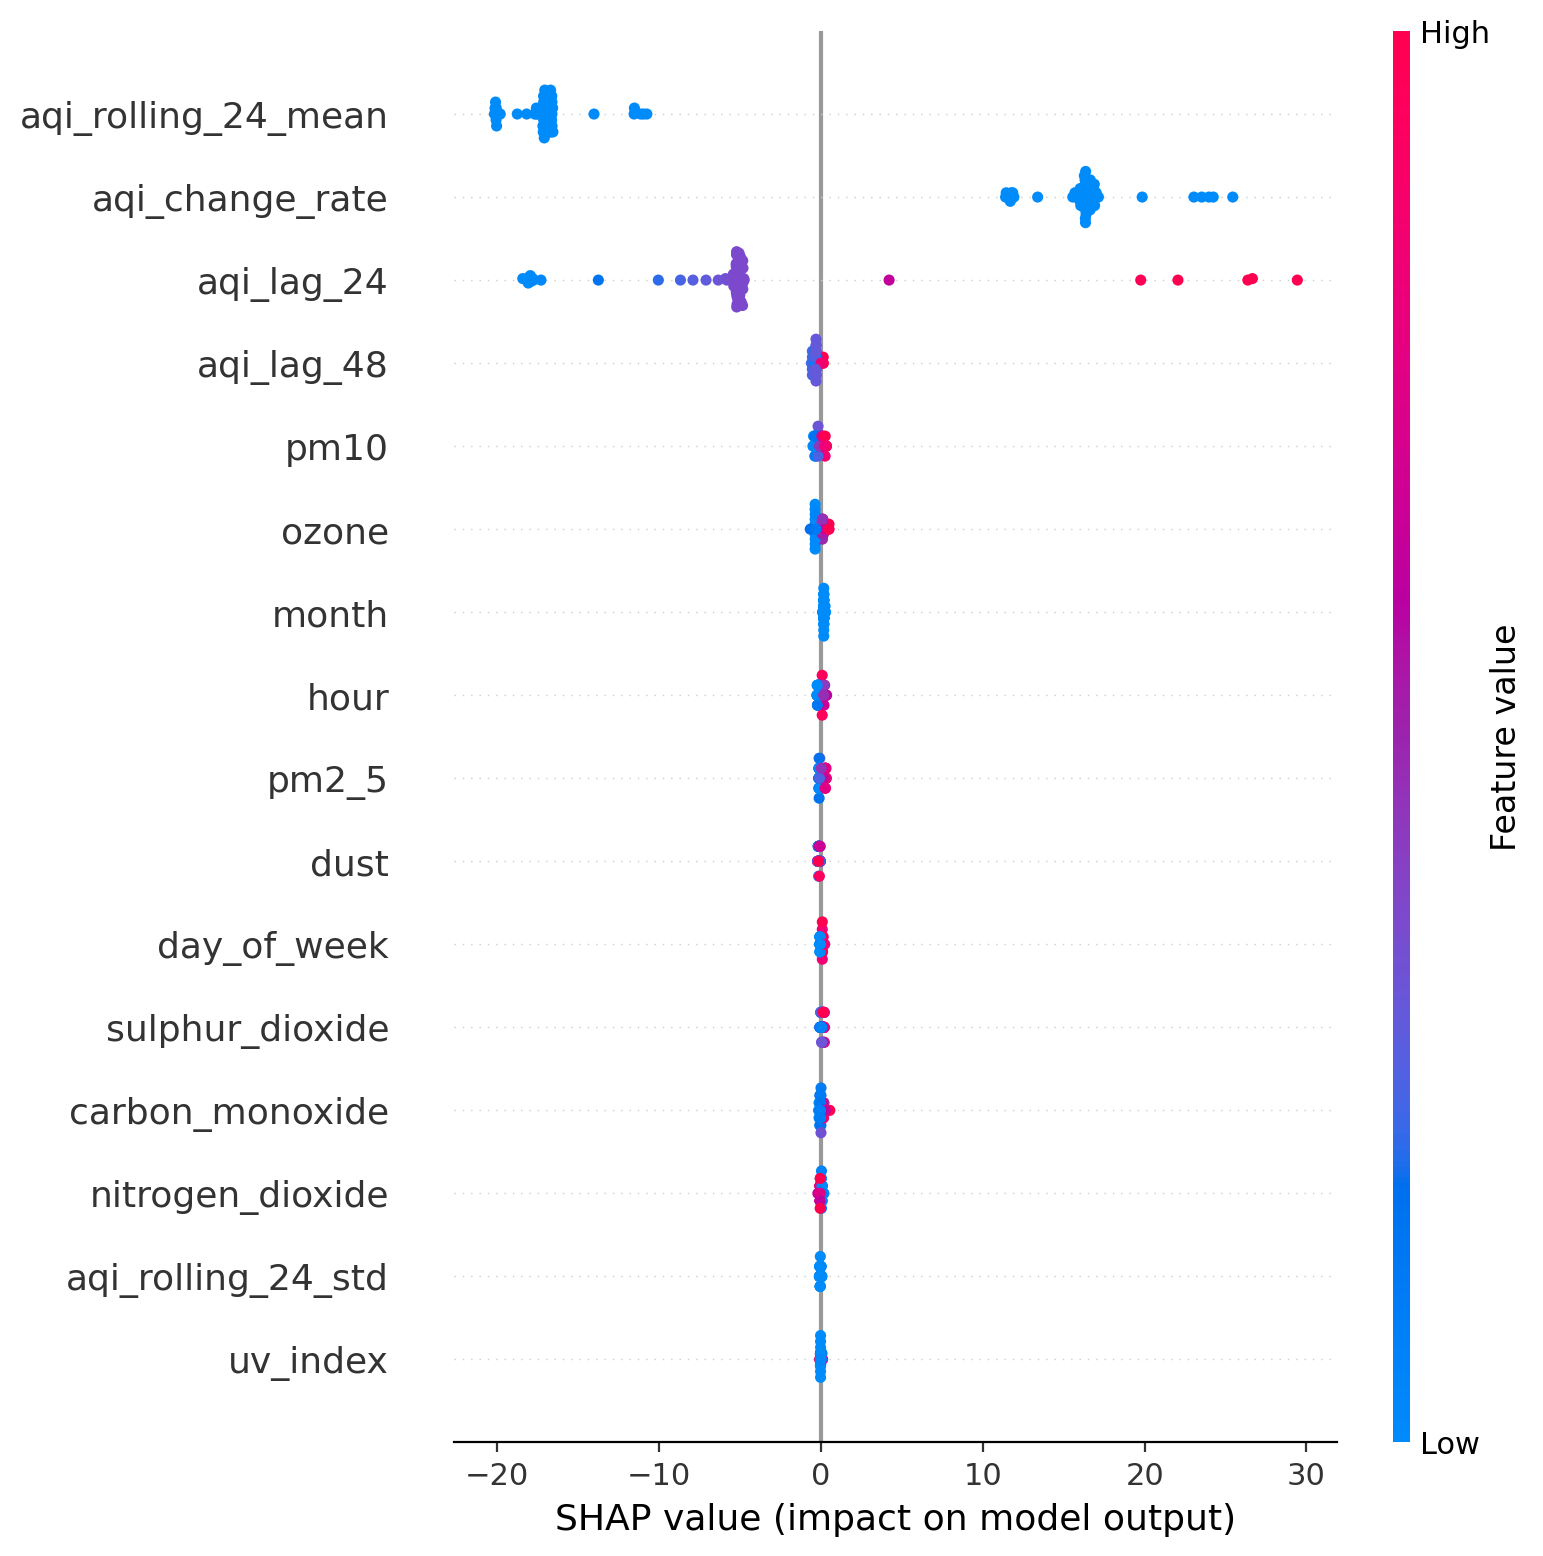 High
aqi_rolling_24_mean
aqi_change_rate
aqi_lag_24
aqi_lag_48
pm10
ozone
month
hour
pm2_5
dust
day_of_week
sulphur_dioxide
carbon_monoxide
nitrogen_dioxide
aqi_rolling_24_std
uv_index
Feature value
Low
−20 −10 0 10 20 30
SHAP value (impact on model output)